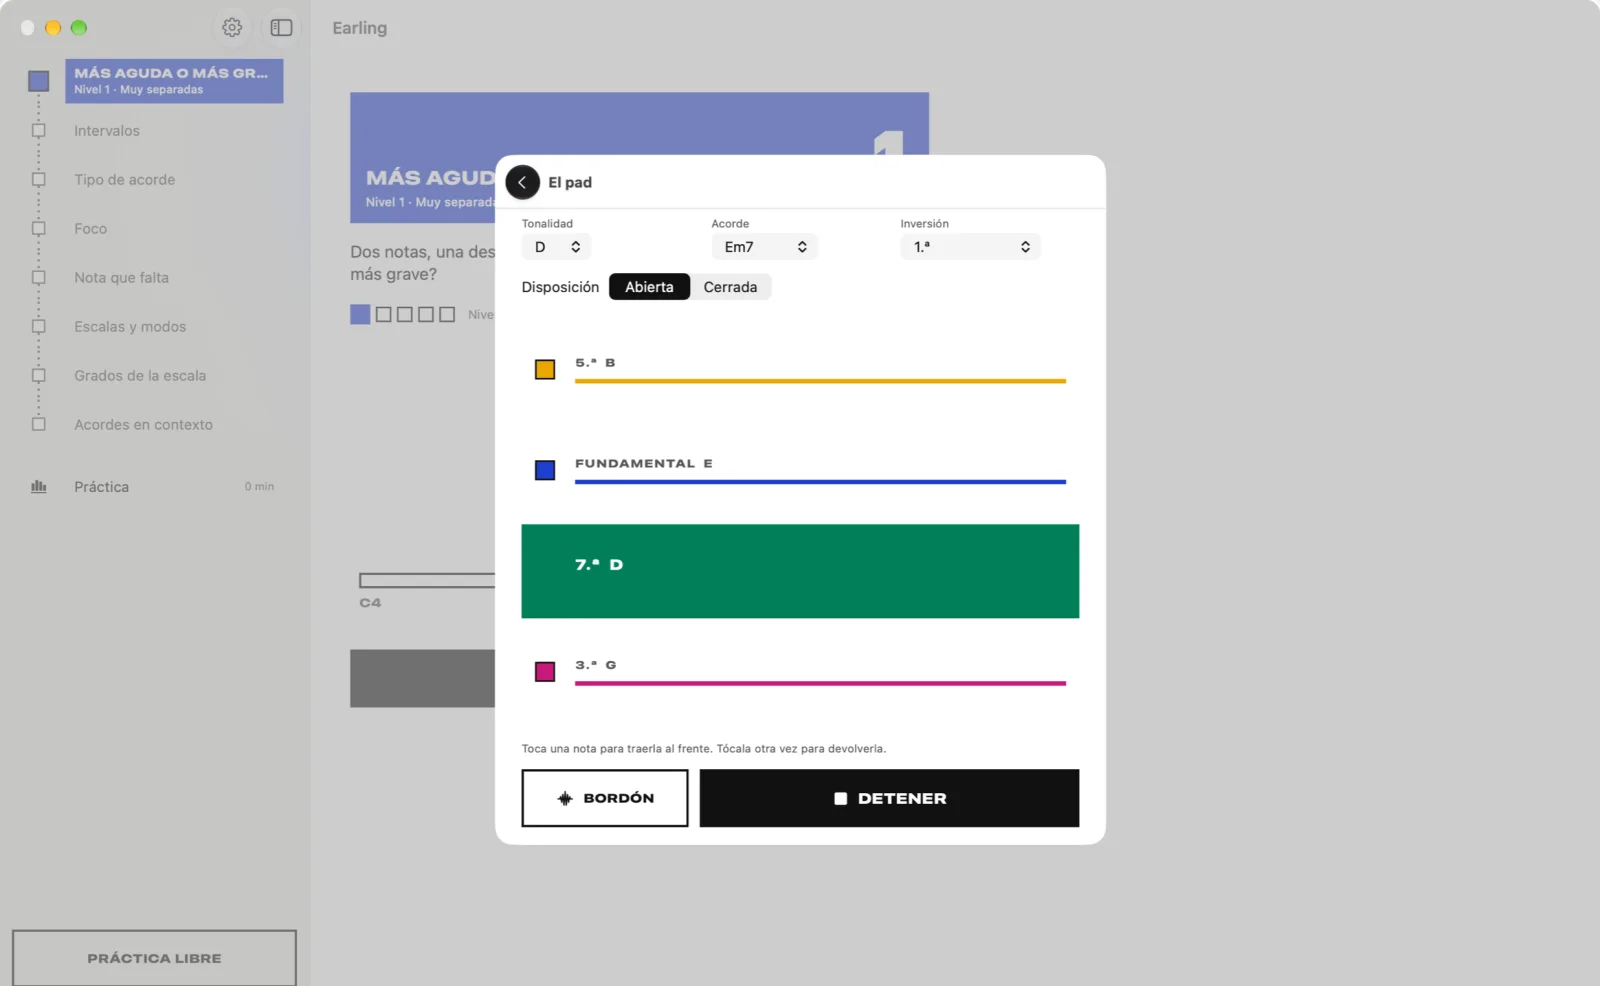 Earling
MÁS AGUDA O MÁS GR...
Nivel 1 · Muy separadas
Intervalos
Tipo de acorde
Foco
Nota que falta
Escalas y modos
Grados de la escala
Acordes en contexto
Práctica
0 min
PRÁCTICA LIBRE
1
MÁS AGUD
Nivel 1 · Muy separada
Dos notas, una des
más grave?
Nive
C4
El pad
Tonalidad
Acorde
Inversión
D
Em7
1.ª
Disposición
Abierta
Cerrada
5.ª B
FUNDAMENTAL E
7.ª D
3.ª G
Toca una nota para traerla al frente. Tócala otra vez para devolverla.
BORDÓN
DETENER